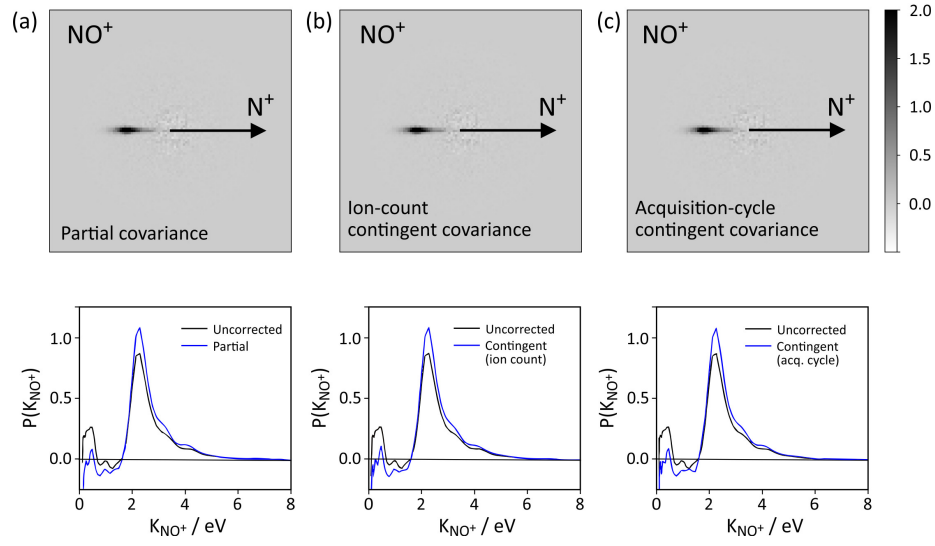 (a)
NO⁺
N⁺
Partial covariance
(b)
NO⁺
N⁺
Ion-count
contingent covariance
(c)
NO⁺
N⁺
Acquisition-cycle
contingent covariance
2.0
1.5
1.0
0.5
0.0
P(K_NO⁺)
1.0
0.5
0.0
Uncorrected
Partial
0 2 4 6 8
K_NO⁺ / eV
P(K_NO⁺)
1.0
0.5
0.0
Uncorrected
Contingent
(ion count)
0 2 4 6 8
K_NO⁺ / eV
P(K_NO⁺)
1.0
0.5
0.0
Uncorrected
Contingent
(acq. cycle)
0 2 4 6 8
K_NO⁺ / eV